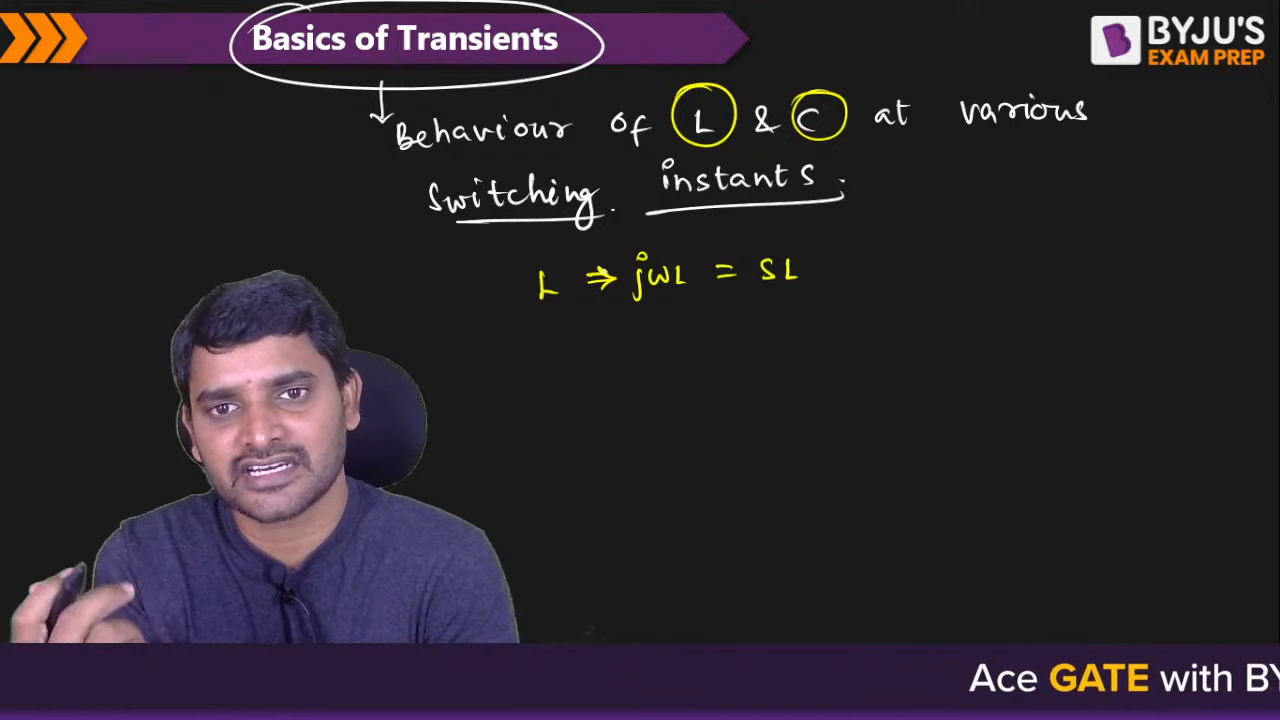 Basics of Transients
BYJU'S
EXAM PREP
Behaviour of L & C at various
switching instants.
L ⇒ jωL = SL
Ace GATE with BY